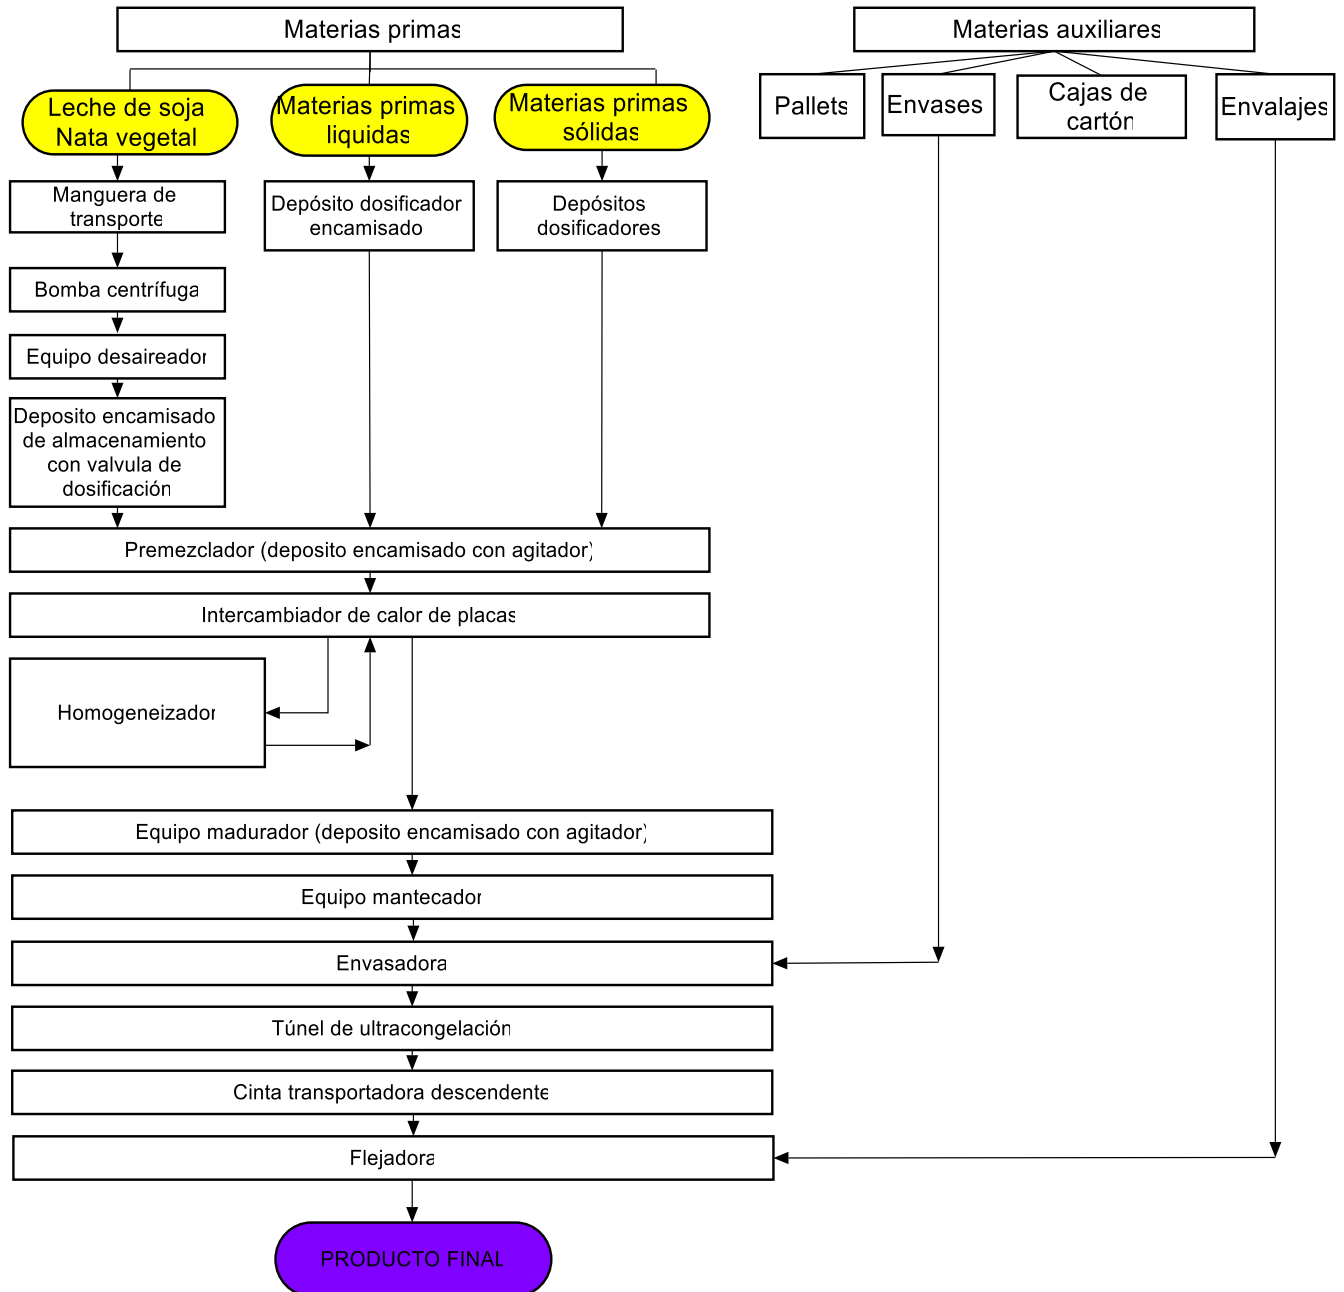 Materias primas
Materias auxiliares
Leche de soja
Nata vegetal
Materias primas
liquidas
Materias primas
sólidas
Pallets
Envases
Cajas de
cartón
Envalajes
Manguera de
transporte
Depósito dosificador
encamisado
Depósitos
dosificadores
Bomba centrífuga
Equipo desaireador
Deposito encamisado
de almacenamiento
con valvula de
dosificación
Premezclador (deposito encamisado con agitador)
Intercambiador de calor de placas
Homogeneizador
Equipo madurador (deposito encamisado con agitador)
Equipo mantecador
Envasadora
Túnel de ultracongelación
Cinta transportadora descendente
Flejadora
PRODUCTO FINAL